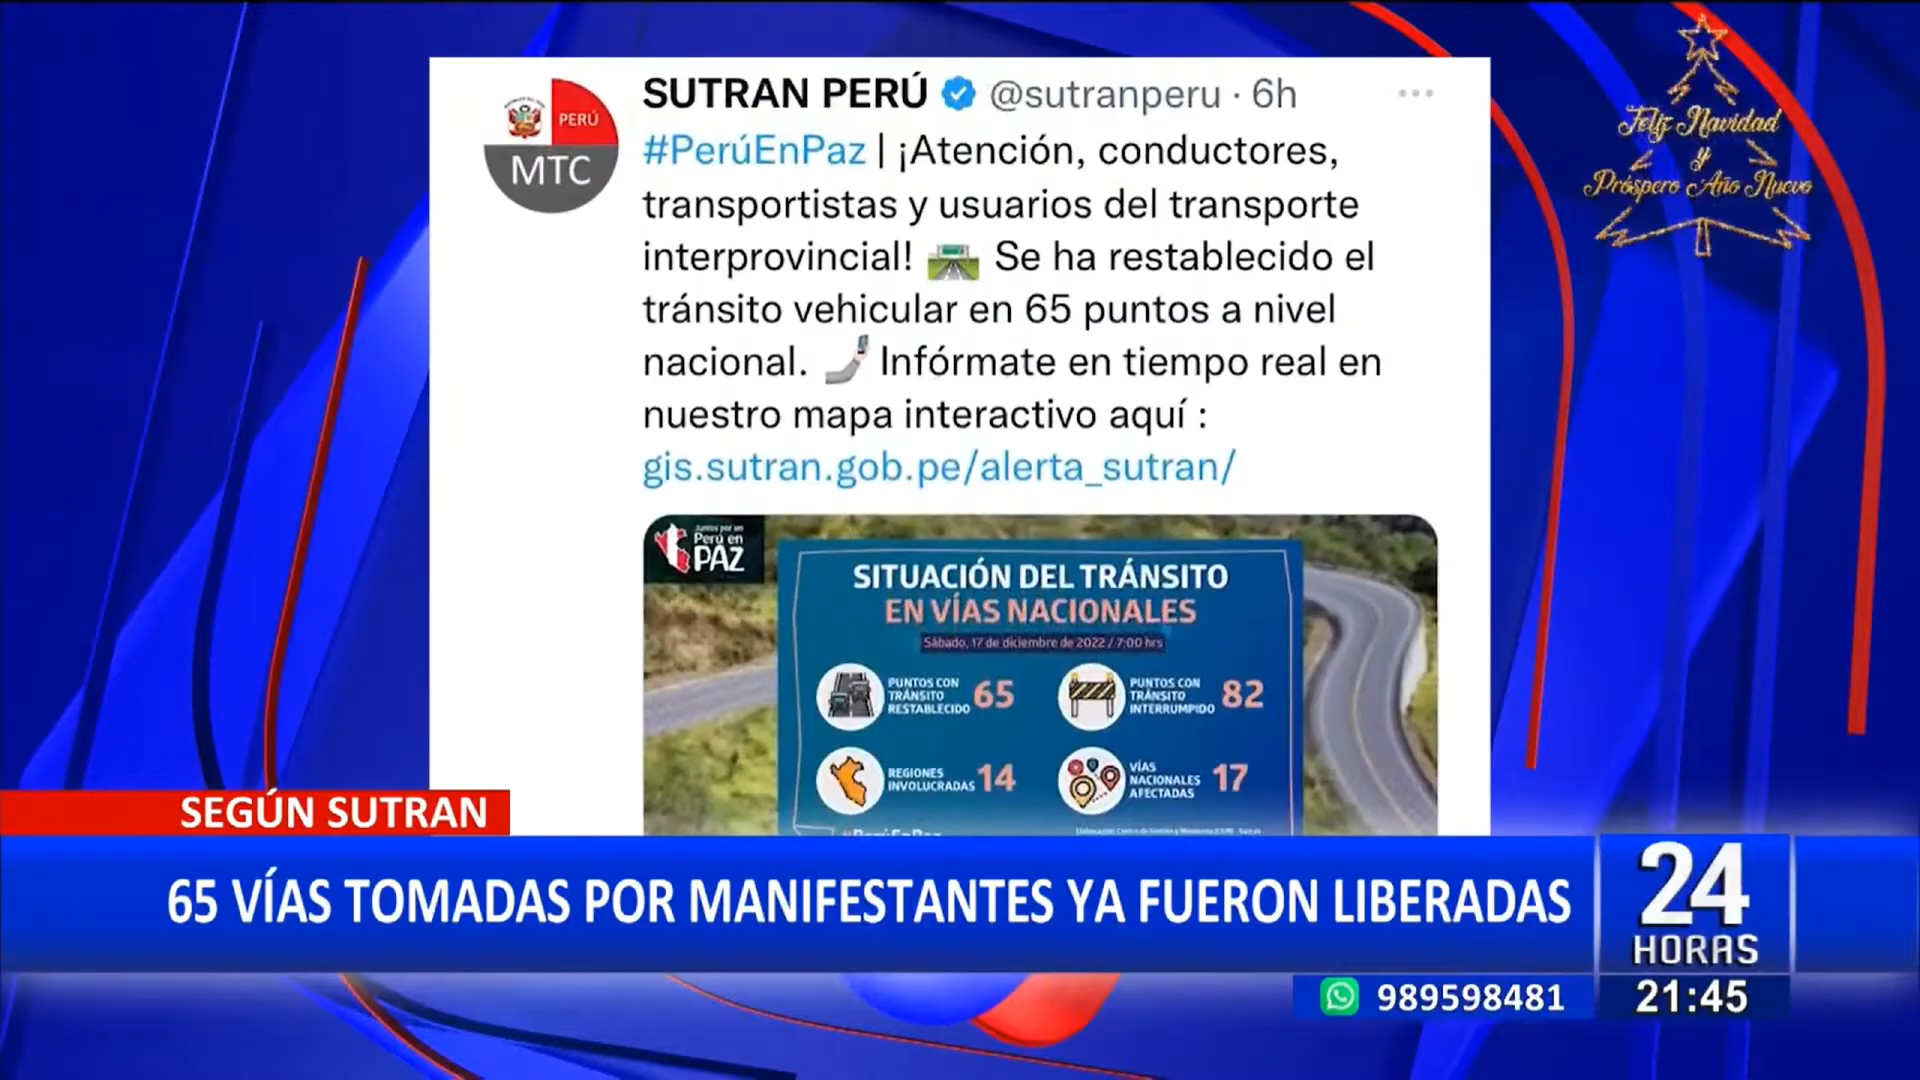 SUTRAN PERÚ @sutranperu · 6h
PERÚ
MTC
#PerúEnPaz | ¡Atención, conductores,
transportistas y usuarios del transporte
interprovincial! Se ha restablecido el
tránsito vehicular en 65 puntos a nivel
nacional. Infórmate en tiempo real en
nuestro mapa interactivo aquí :
gis.sutran.gob.pe/alerta_sutran/
Feliz Navidad
y
Próspero Año Nuevo
Juntos por un
Perú en
PAZ
SITUACIÓN DEL TRÁNSITO
EN VÍAS NACIONALES
Sábado, 17 de diciembre de 2022 / 7:00 hrs
PUNTOS CON
TRÁNSITO
RESTABLECIDO 65
PUNTOS CON
TRÁNSITO
INTERRUMPIDO 82
REGIONES
INVOLUCRADAS 14
VÍAS
NACIONALES
AFECTADAS 17
#PerúEnPaz
SEGÚN SUTRAN
65 VÍAS TOMADAS POR MANIFESTANTES YA FUERON LIBERADAS
24
HORAS
989598481
21:45